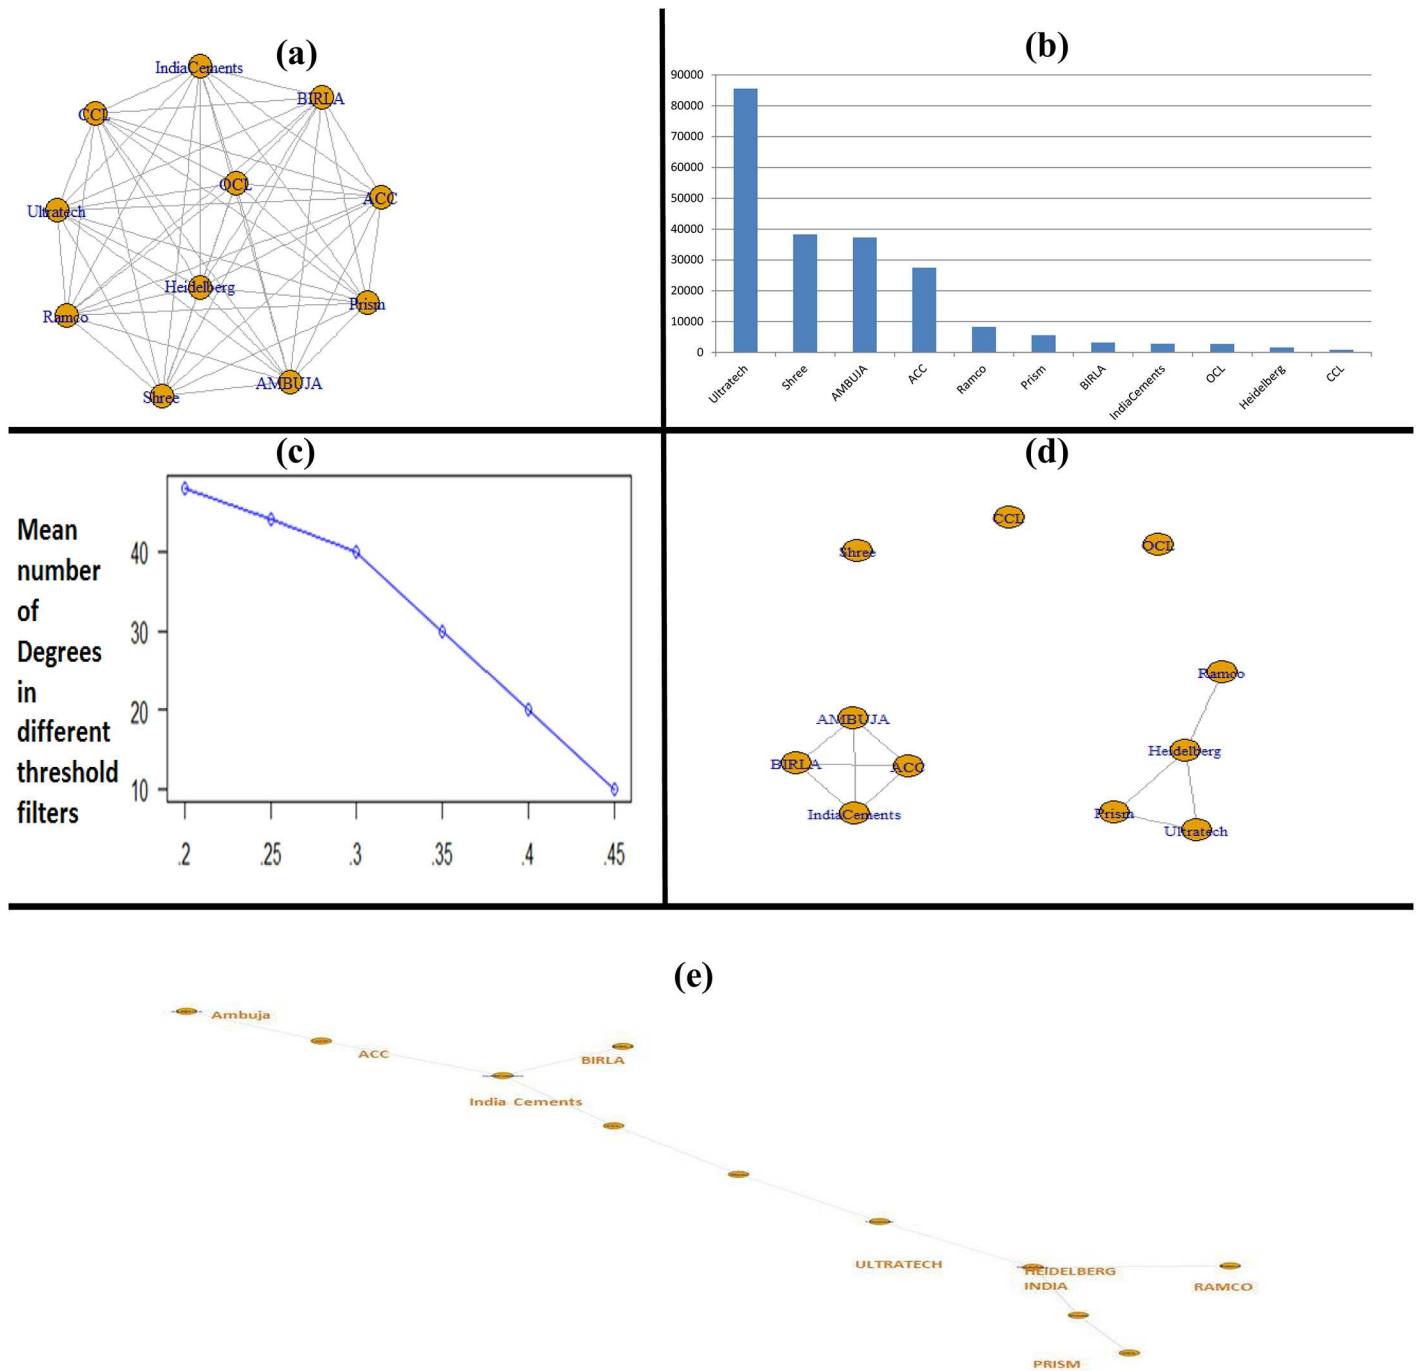 (a)
IndiaCements
BIRLA
CCL
OCL
ACC
Ultratech
Heidelberg
Prism
Ramco
AMBUJA
Shree
(b)
90000
80000
70000
60000
50000
40000
30000
20000
10000
0
Ultratech
Shree
AMBUJA
ACC
Ramco
Prism
BIRLA
IndiaCements
OCL
Heidelberg
CCL
(c)
Mean
number
of
Degrees
in
different
threshold
filters
40
30
20
10
.2 .25 .3 .35 .4 .45
(d)
CCL
Shree
OCL
Ramco
AMBUJA
Heidelberg
BIRLA
ACC
IndiaCements
Prism
Ultratech
(e)
Ambuja
ACC
BIRLA
India Cements
ULTRATECH
HEIDELBERG
INDIA
RAMCO
PRISM